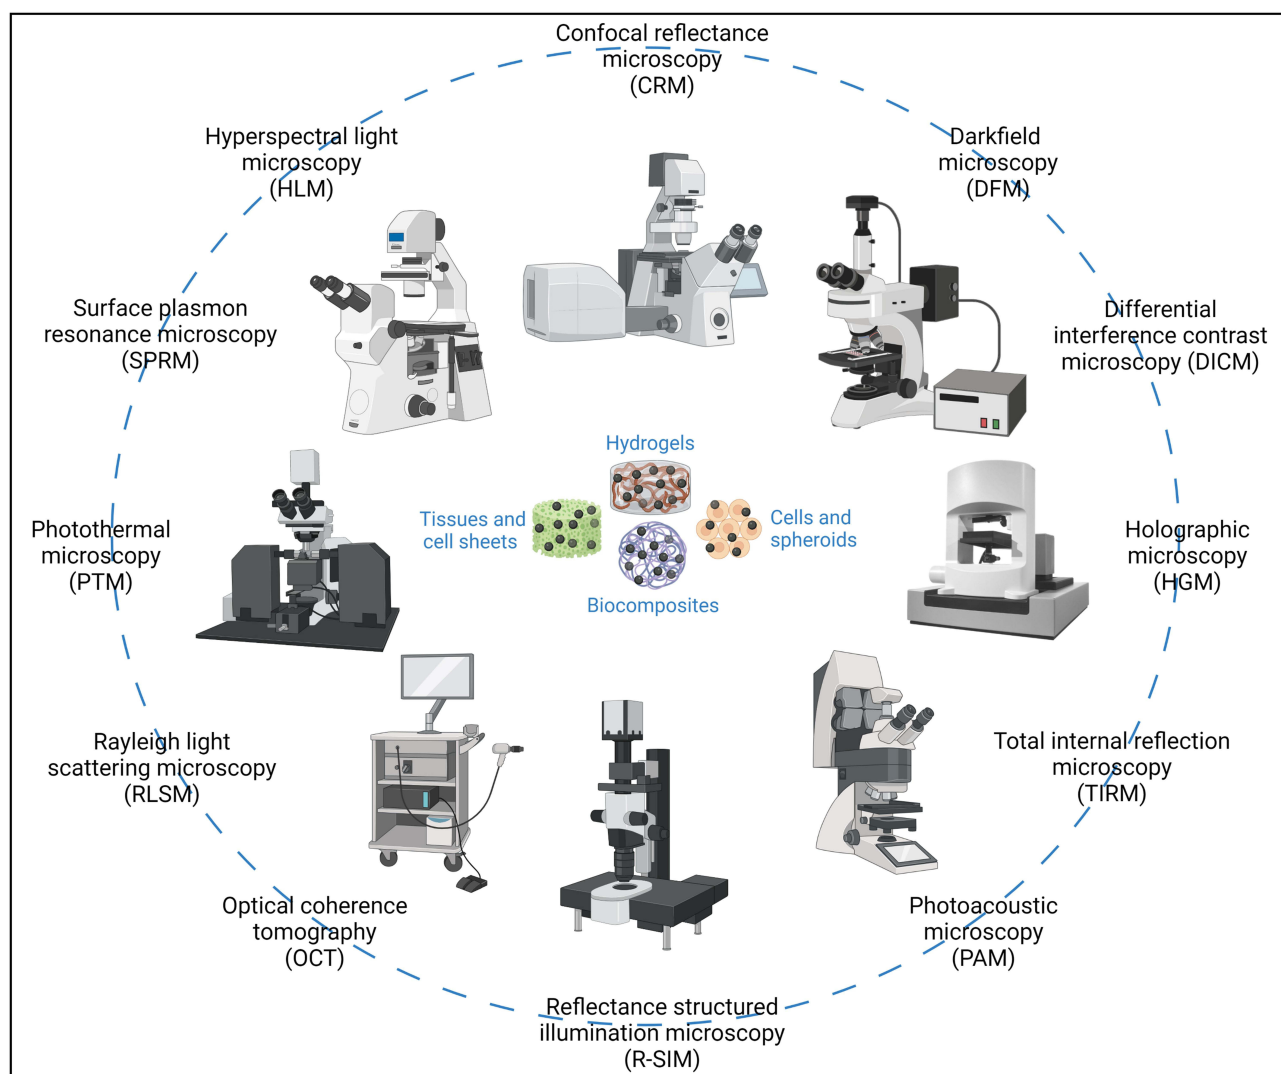 Confocal reflectance
microscopy
(CRM)
Hyperspectral light
microscopy
(HLM)
Darkfield
microscopy
(DFM)
Surface plasmon
resonance microscopy
(SPRM)
Differential
interference contrast
microscopy (DICM)
Hydrogels
Tissues and
cell sheets
Cells and
spheroids
Biocomposites
Photothermal
microscopy
(PTM)
Holographic
microscopy
(HGM)
Rayleigh light
scattering microscopy
(RLSM)
Total internal reflection
microscopy
(TIRM)
Optical coherence
tomography
(OCT)
Photoacoustic
microscopy
(PAM)
Reflectance structured
illumination microscopy
(R-SIM)